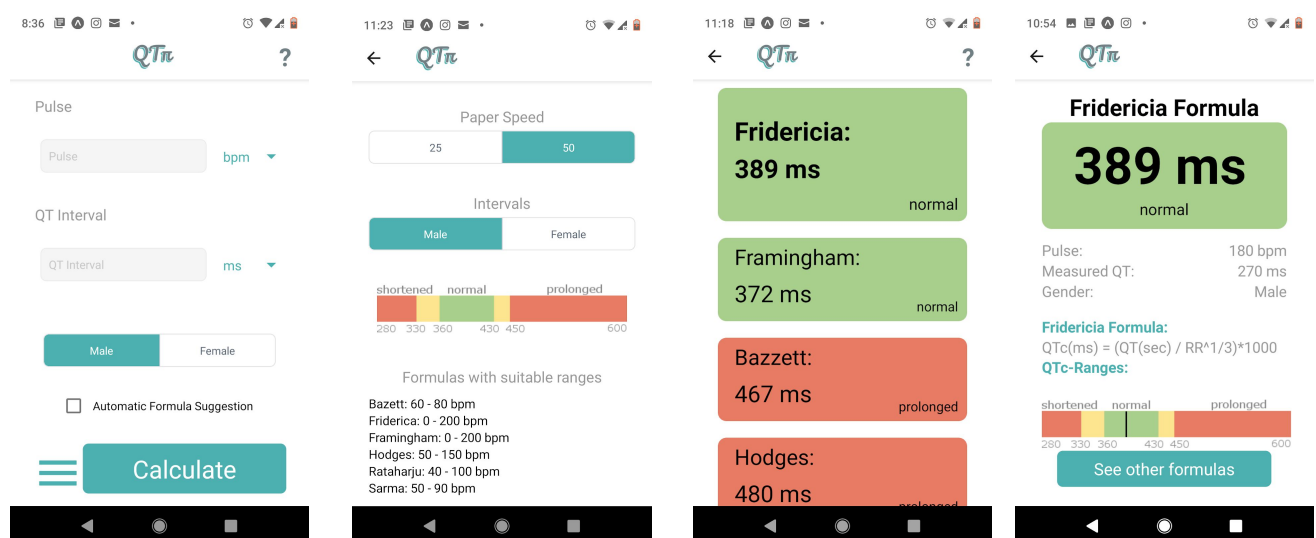 8:36
QTπ
?
Pulse
Pulse bpm
QT Interval
QT Interval ms
Male Female
Automatic Formula Suggestion
Calculate
11:23
QTπ
Paper Speed
25 50
Intervals
Male Female
shortened normal prolonged
280 330 360 430 450 600
Formulas with suitable ranges
Bazett: 60 - 80 bpm
Friderica: 0 - 200 bpm
Framingham: 0 - 200 bpm
Hodges: 50 - 150 bpm
Rataharju: 40 - 100 bpm
Sarma: 50 - 90 bpm
11:18
QTπ
?
Fridericia:
389 ms
normal
Framingham:
372 ms
normal
Bazzett:
467 ms
prolonged
Hodges:
480 ms
prolonged
10:54
QTπ
Fridericia Formula
389 ms
normal
Pulse: 180 bpm
Measured QT: 270 ms
Gender: Male
Fridericia Formula:
QTc(ms) = (QT(sec) / RR^1/3)*1000
QTc-Ranges:
shortened normal prolonged
280 330 360 430 450 600
See other formulas